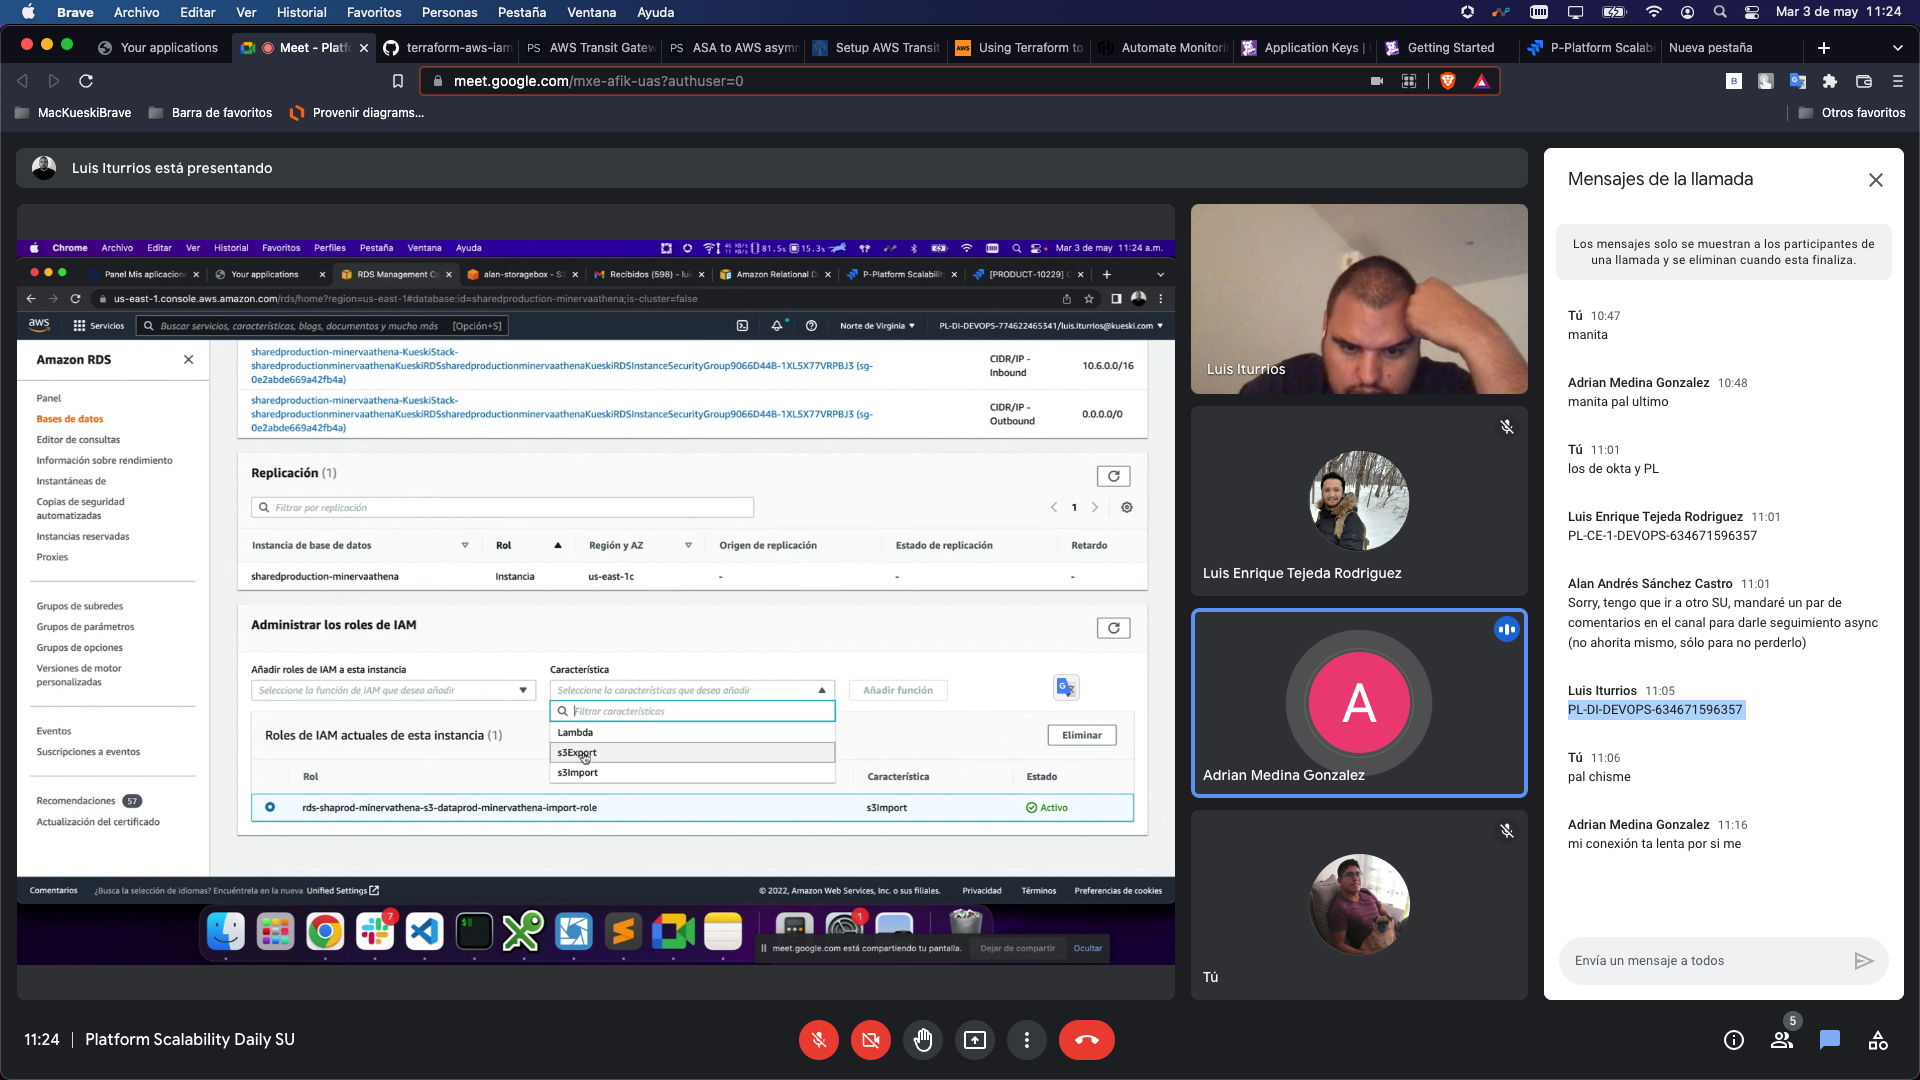 Brave Archivo Editar Ver Historial Favoritos Personas Pestaña Ventana Ayuda
Mar 3 de may 11:24
Your applications
Meet - Platf
terraform-aws-iam
AWS Transit Gatew
ASA to AWS asymr
Setup AWS Transit
Using Terraform to
Automate Monitori
Application Keys |
Getting Started
P-Platform Scalabi
Nueva pestaña
meet.google.com/mxe-afik-uas?authuser=0
MacKueskiBrave
Barra de favoritos
Provenir diagrams...
Otros favoritos
Luis Iturrios está presentando
Chrome Archivo Editar Ver Historial Favoritos Perfiles Pestaña Ventana Ayuda
81.5% 15.3%
Mar 3 de may 11:24 a.m.
Panel Mis aplicacione
Your applications
RDS Management Co
alan-storagebox - S3
Recibidos (598) - lui
Amazon Relational D
P-Platform Scalabilit
[PRODUCT-10229]
us-east-1.console.aws.amazon.com/rds/home?region=us-east-1#database:id=sharedproduction-minervaathena;is-cluster=false
aws
Servicios
Buscar servicios, características, blogs, documentos y mucho más [Opción+S]
Norte de Virginia
PL-DI-DEVOPS-774622465341/luis.iturrios@kueski.com
Amazon RDS
Panel
Bases de datos
Editor de consultas
Información sobre rendimiento
Instantáneas de
Copias de seguridad
automatizadas
Instancias reservadas
Proxies
Grupos de subredes
Grupos de parámetros
Grupos de opciones
Versiones de motor
personalizadas
Eventos
Suscripciones a eventos
Recomendaciones 57
Actualización del certificado
sharedproduction-minervaathena-KueskiStack-
sharedproductionminervaathenaKueskiRDSsharedproductionminervaathenaKueskiRDSInstanceSecurityGroup9066D44B-1XL5X77VRPBJ3 (sg-
0e2abde669a42fb4a)
CIDR/IP -
Inbound
10.6.0.0/16
sharedproduction-minervaathena-KueskiStack-
sharedproductionminervaathenaKueskiRDSsharedproductionminervaathenaKueskiRDSInstanceSecurityGroup9066D44B-1XL5X77VRPBJ3 (sg-
0e2abde669a42fb4a)
CIDR/IP -
Outbound
0.0.0.0/0
Replicación (1)
Filtrar por replicación
1
Instancia de base de datos Rol Región y AZ Origen de replicación Estado de replicación Retardo
sharedproduction-minervaathena Instancia us-east-1c - - -
Administrar los roles de IAM
Añadir roles de IAM a esta instancia
Característica
Seleccione la función de IAM que desea añadir
Seleccione la características que desea añadir
Añadir función
Filtrar características
Lambda
s3Export
s3Import
Roles de IAM actuales de esta instancia (1)
Eliminar
Rol Característica Estado
rds-shaprod-minervathena-s3-dataprod-minervathena-import-role s3Import Activo
Comentarios
¿Busca la selección de idiomas? Encuéntrela en la nueva Unified Settings
© 2022, Amazon Web Services, Inc. o sus filiales.
Privacidad Términos Preferencias de cookies
7
1
meet.google.com está compartiendo tu pantalla.
Dejar de compartir
Ocultar
Luis Iturrios
Luis Enrique Tejeda Rodriguez
A
Adrian Medina Gonzalez
Tú
Mensajes de la llamada
Los mensajes solo se muestran a los participantes de
una llamada y se eliminan cuando esta finaliza.
Tú 10:47
manita
Adrian Medina Gonzalez 10:48
manita pal ultimo
Tú 11:01
los de okta y PL
Luis Enrique Tejeda Rodriguez 11:01
PL-CE-1-DEVOPS-634671596357
Alan Andrés Sánchez Castro 11:01
Sorry, tengo que ir a otro SU, mandaré un par de
comentarios en el canal para darle seguimiento async
(no ahorita mismo, sólo para no perderlo)
Luis Iturrios 11:05
PL-DI-DEVOPS-634671596357
Tú 11:06
pal chisme
Adrian Medina Gonzalez 11:16
mi conexión ta lenta por si me
Envía un mensaje a todos
11:24 | Platform Scalability Daily SU
5